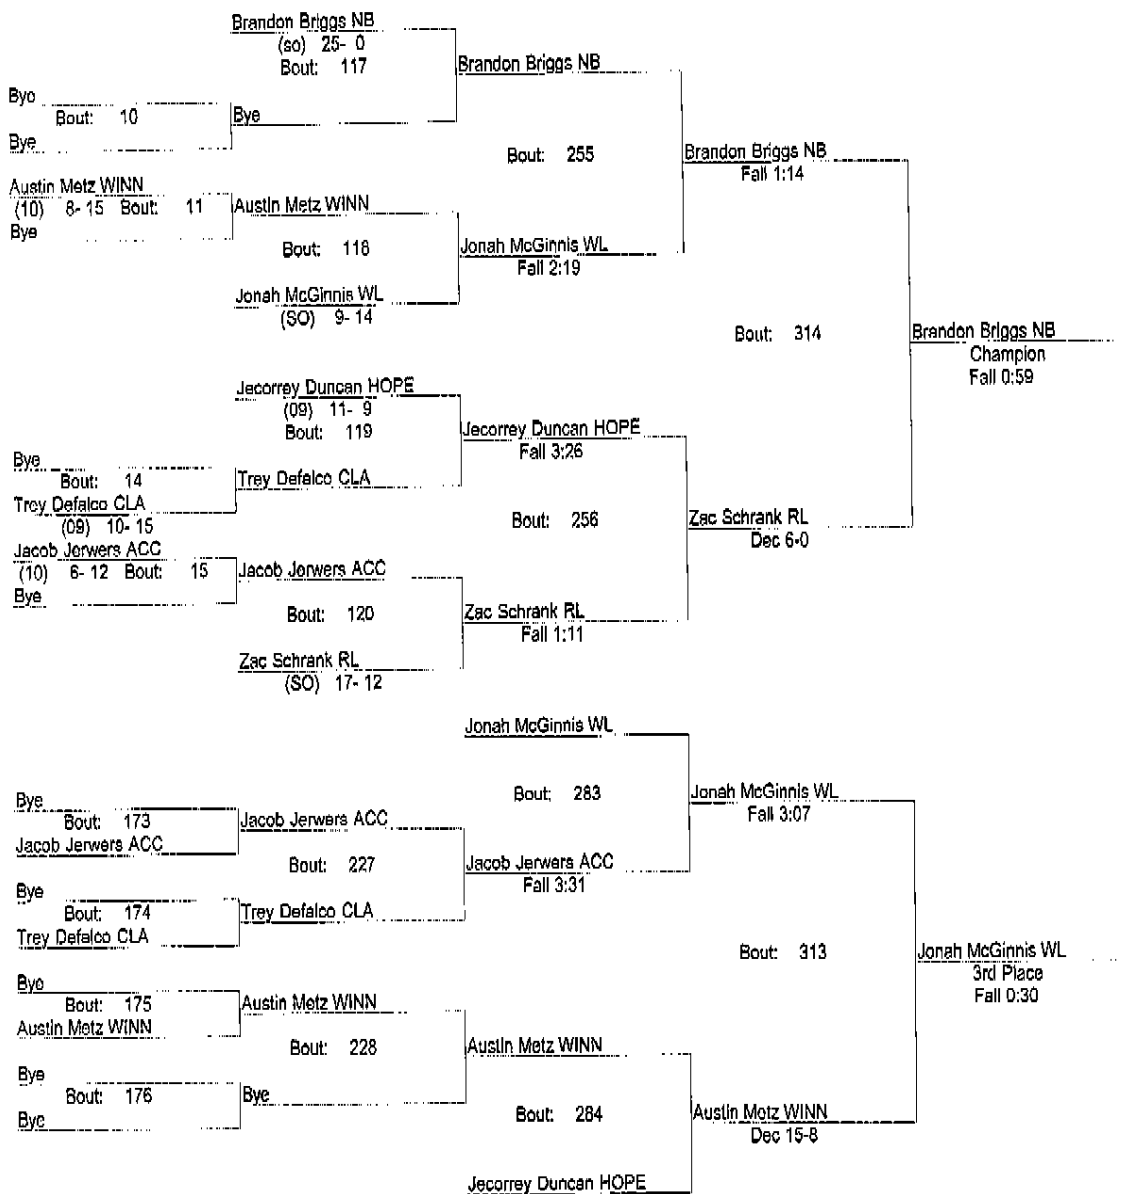 Brandon Briggs NB
(so) 25- 0
Bout: 117
Brandon Briggs NB
Bye
Bout: 10
Bye
Bye
Bout: 255
Brandon Briggs NB
Fall 1:14
Austin Metz WINN
(10) 8- 15 Bout: 11
Bye
Austin Metz WINN
Bout: 118
Jonah McGinnis WL
Fall 2:19
Jonah McGinnis WL
(SO) 9- 14
Bout: 314
Brandon Briggs NB
Champion
Fall 0:59
Jecorrey Duncan HOPE
(09) 11- 9
Bout: 119
Jecorrey Duncan HOPE
Fall 3:26
Bye
Bout: 14
Trey Defalco CLA
(09) 10- 15
Trey Defalco CLA
Bout: 256
Zac Schrank RL
Dec 6-0
Jacob Jerwers ACC
(10) 6- 12 Bout: 15
Bye
Jacob Jerwers ACC
Bout: 120
Zac Schrank RL
Fall 1:11
Zac Schrank RL
(SO) 17- 12
Jonah McGinnis WL
Bout: 283
Jonah McGinnis WL
Fall 3:07
Bye
Bout: 173
Jacob Jerwers ACC
Jacob Jerwers ACC
Bout: 227
Jacob Jerwers ACC
Fall 3:31
Bye
Bout: 174
Trey Defalco CLA
Trey Defalco CLA
Bout: 313
Jonah McGinnis WL
3rd Place
Fall 0:30
Bye
Bout: 175
Austin Metz WINN
Austin Metz WINN
Bout: 228
Austin Metz WINN
Bye
Bout: 176
Bye
Bye
Bout: 284
Austin Metz WINN
Dec 15-8
Jecorrey Duncan HOPE